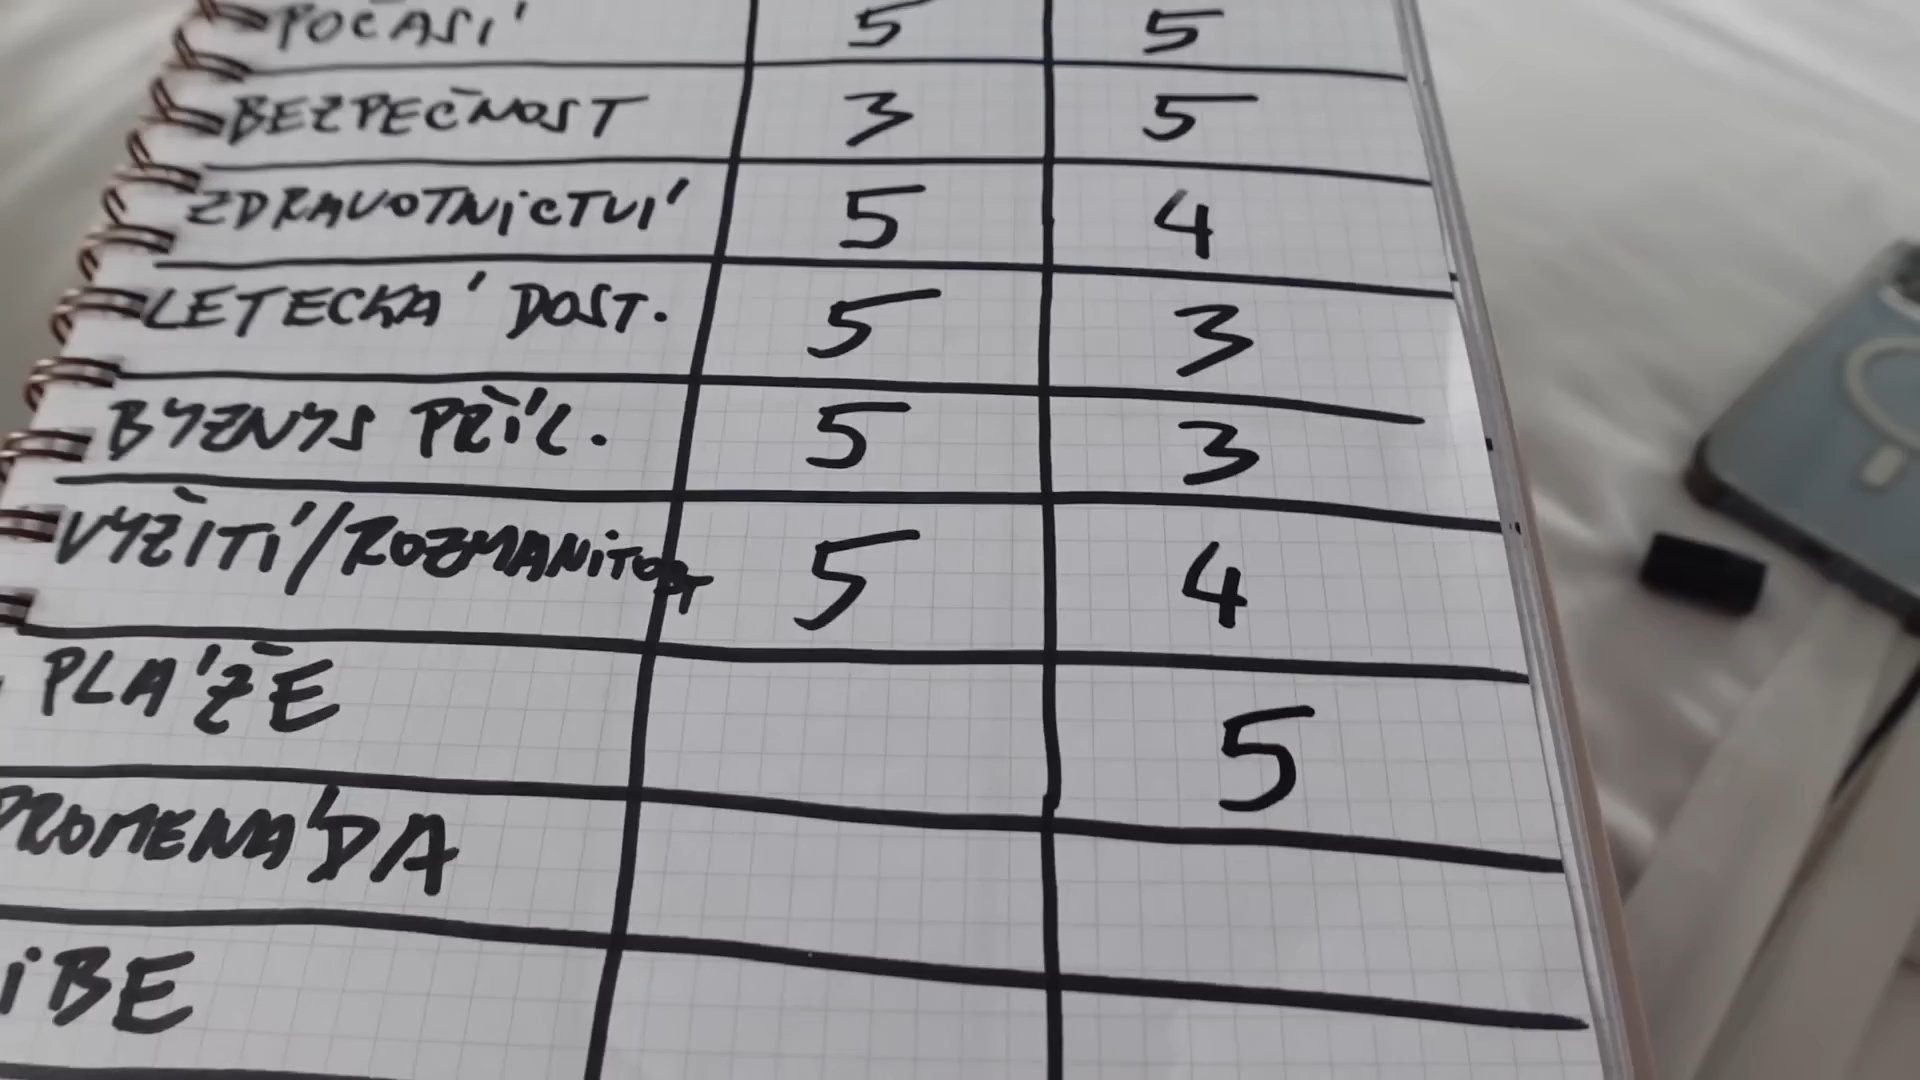 POČASÍ 5 5
BEZPEČNOST 3 5
ZDRAVOTNiCTVÍ 5 4
LETECKÁ DOST. 5 3
BYZNYS PŘÍL. 5 3
VYŽITÍ/ROZMANiTOST 5 4
PLÁŽE 5
PROMENÁDA
iBE